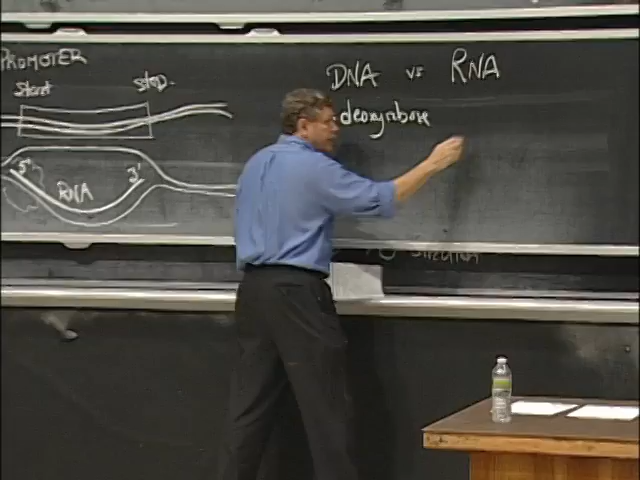 PROMOTER
Start stop
5' RNA 3'
DNA vs RNA
deoxyribose